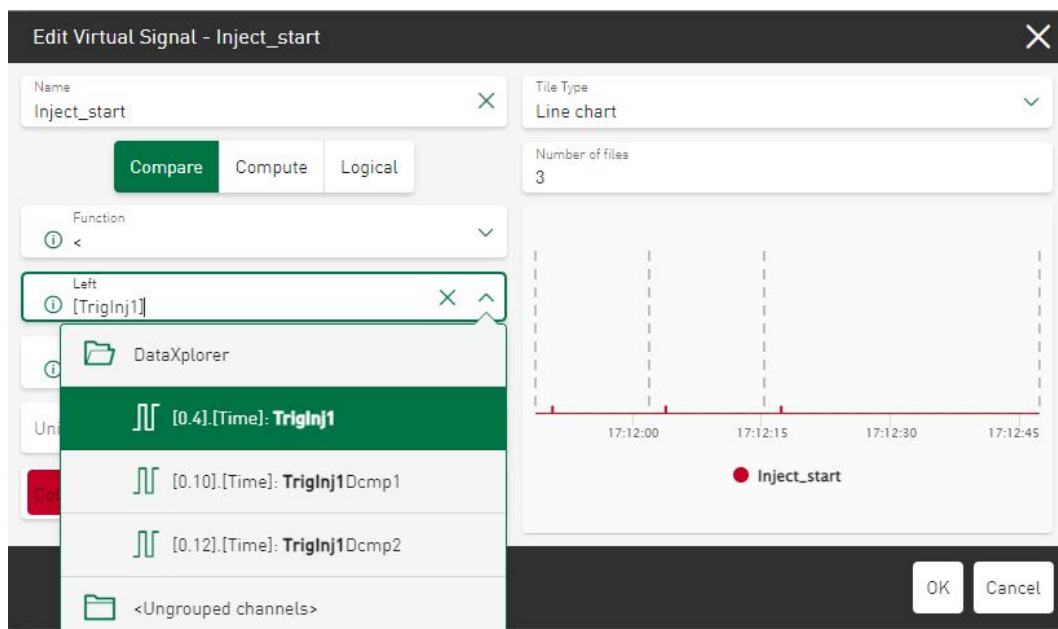 Edit Virtual Signal - Inject_start
Name
Inject_start
Compare
Compute
Logical
Function
<
Left
[TrigInj1]
DataXplorer
[0.4].[Time]: TrigInj1
[0.10].[Time]: TrigInj1Dcmp1
[0.12].[Time]: TrigInj1Dcmp2
<Ungrouped channels>
Uni
Tile Type
Line chart
Number of files
3
17:12:00
17:12:15
17:12:30
17:12:45
Inject_start
OK
Cancel